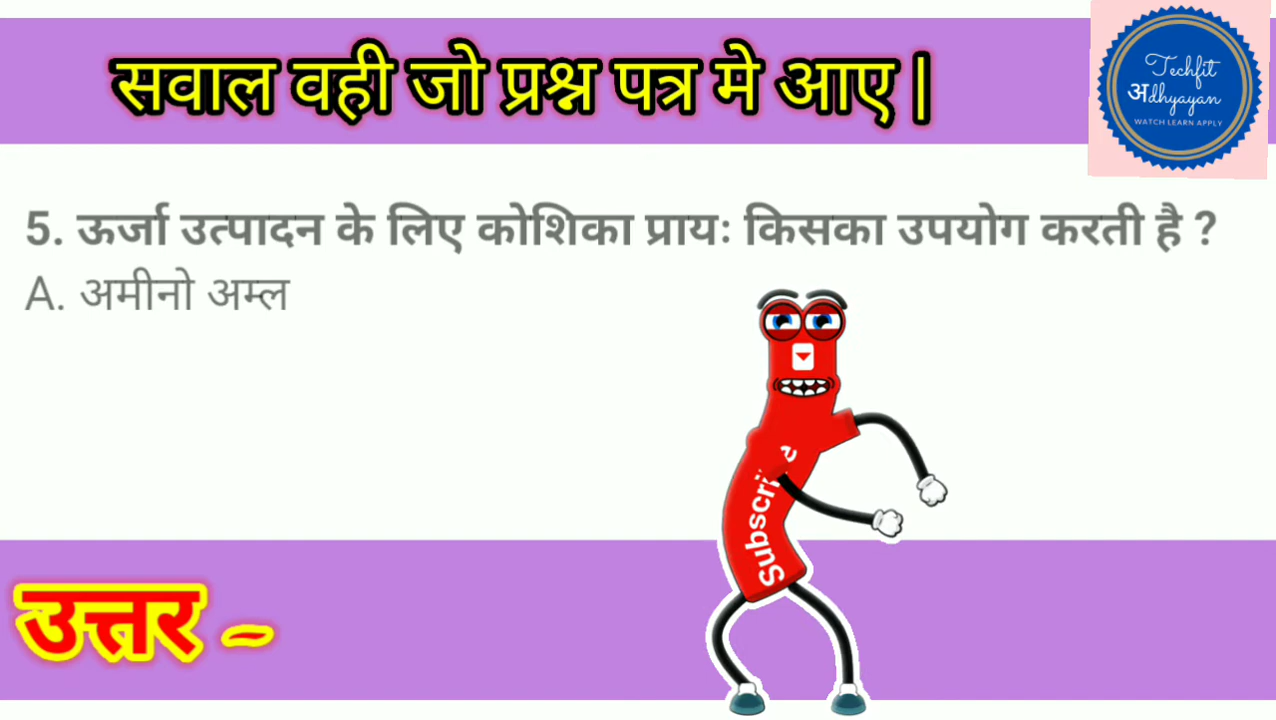 सवाल वही जो प्रश्न पत्र मे आए |
Techfit
अdhyayan
WATCH LEARN APPLY
5. ऊर्जा उत्पादन के लिए कोशिका प्रायः किसका उपयोग करती है ?
A. अमीनो अम्ल
Subscribe
उत्तर –